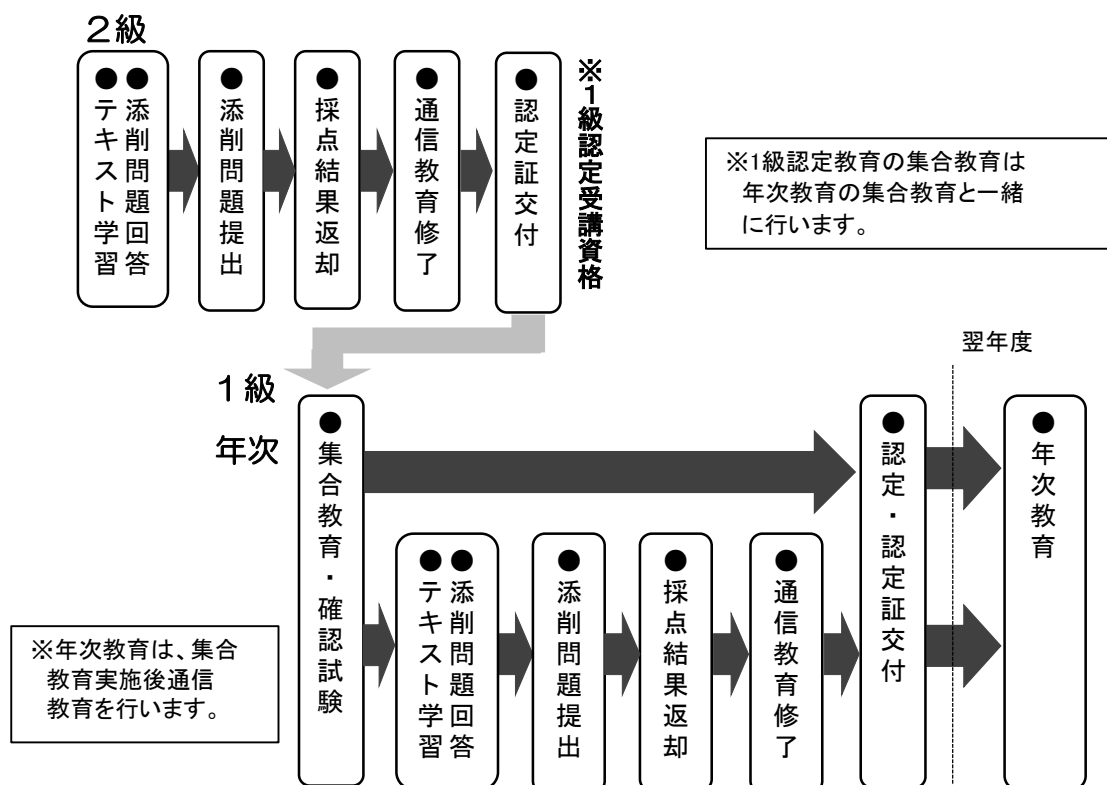 ２級
●テキスト学習
●添削問題回答
●添削問題提出
●採点結果返却
●通信教育修了
●認定証交付
※１級認定受講資格
※1級認定教育の集合教育は
年次教育の集合教育と一緒
に行います。
翌年度
１級
年次
●集合教育・確認試験
●テキスト学習
●添削問題回答
●添削問題提出
●採点結果返却
●通信教育修了
●認定・認定証交付
●年次教育
※年次教育は、集合
教育実施後通信
教育を行います。